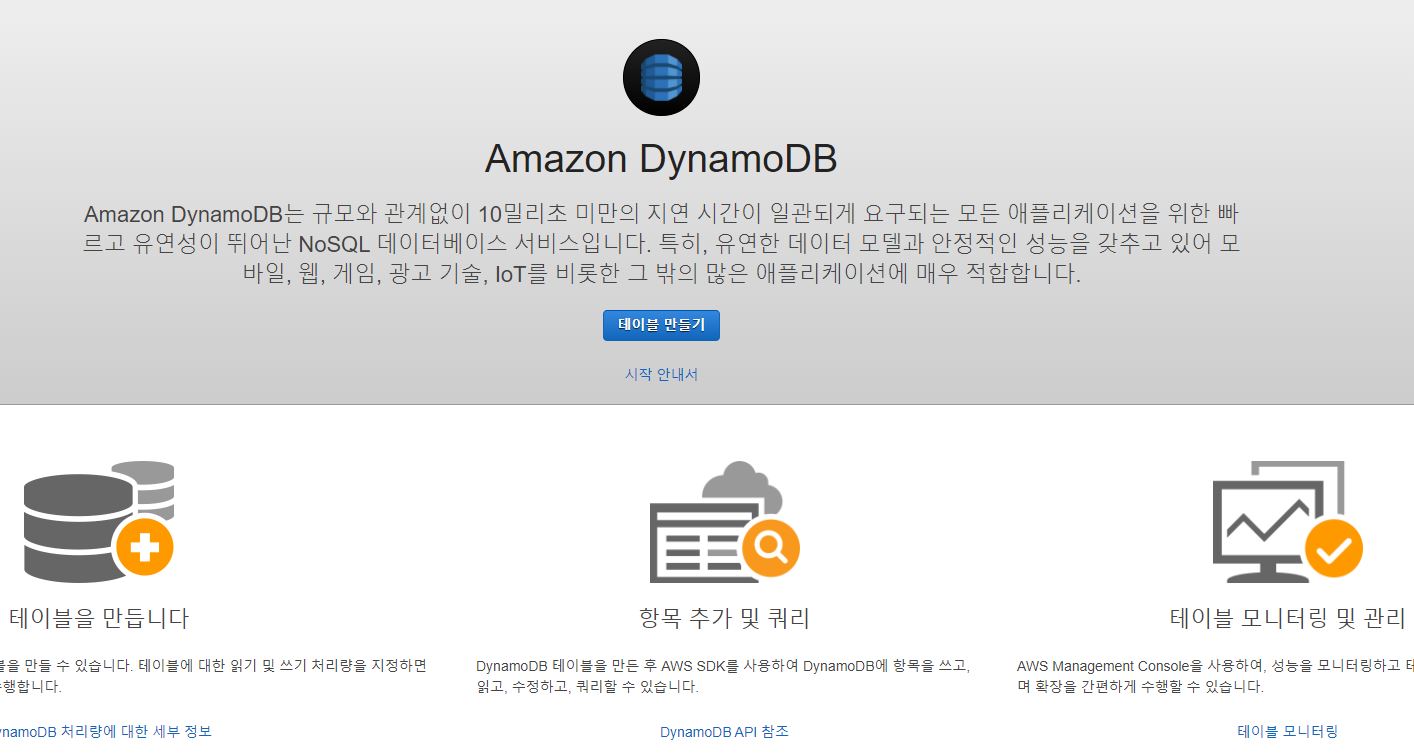 Amazon DynamoDB
Amazon DynamoDB는 규모와 관계없이 10밀리초 미만의 지연 시간이 일관되게 요구되는 모든 애플리케이션을 위한 빠
르고 유연성이 뛰어난 NoSQL 데이터베이스 서비스입니다. 특히, 유연한 데이터 모델과 안정적인 성능을 갖추고 있어 모
바일, 웹, 게임, 광고 기술, IoT를 비롯한 그 밖의 많은 애플리케이션에 매우 적합합니다.
테이블 만들기
시작 안내서
테이블을 만듭니다
을 만들 수 있습니다. 테이블에 대한 읽기 및 쓰기 처리량을 지정하면
행합니다.
namoDB 처리량에 대한 세부 정보
항목 추가 및 쿼리
DynamoDB 테이블을 만든 후 AWS SDK를 사용하여 DynamoDB에 항목을 쓰고,
읽고, 수정하고, 쿼리할 수 있습니다.
DynamoDB API 참조
테이블 모니터링 및 관리
AWS Management Console을 사용하여, 성능을 모니터링하고
며 확장을 간편하게 수행할 수 있습니다.
테이블 모니터링